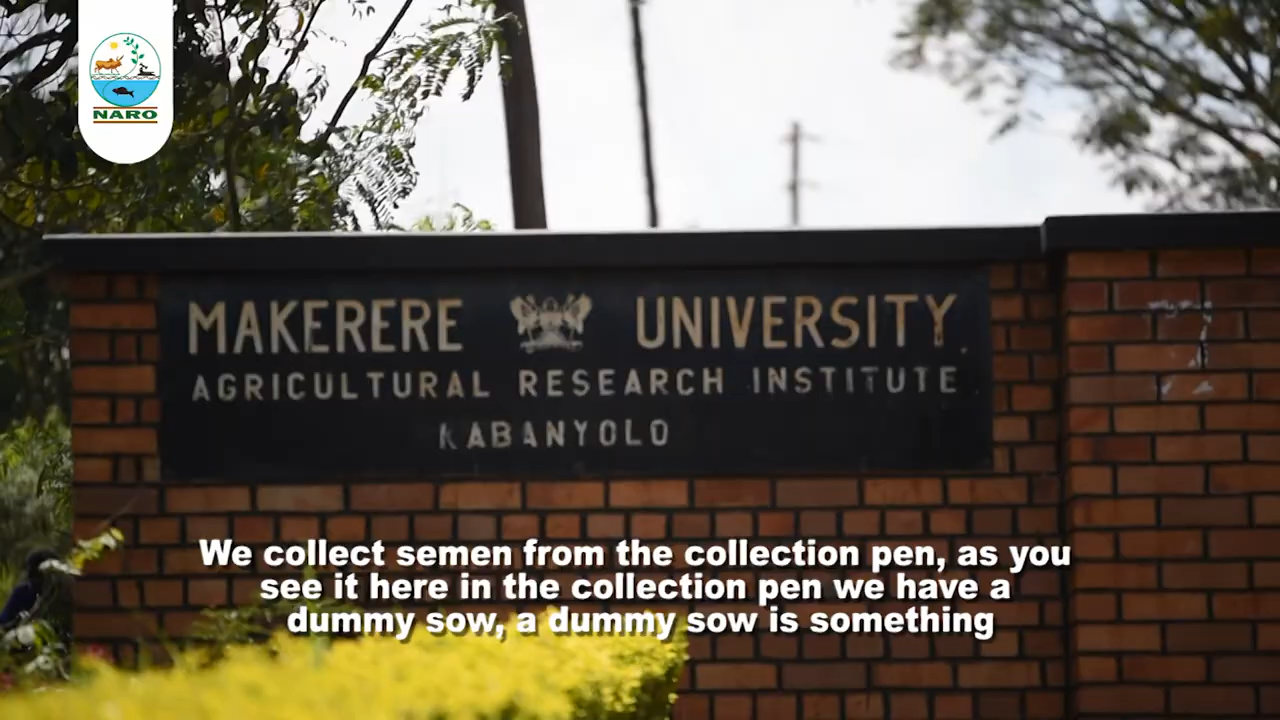 NARO
MAKERERE UNIVERSITY
AGRICULTURAL RESEARCH INSTITUTE
KABANYOLO
We collect semen from the collection pen, as you
see it here in the collection pen we have a
dummy sow, a dummy sow is something